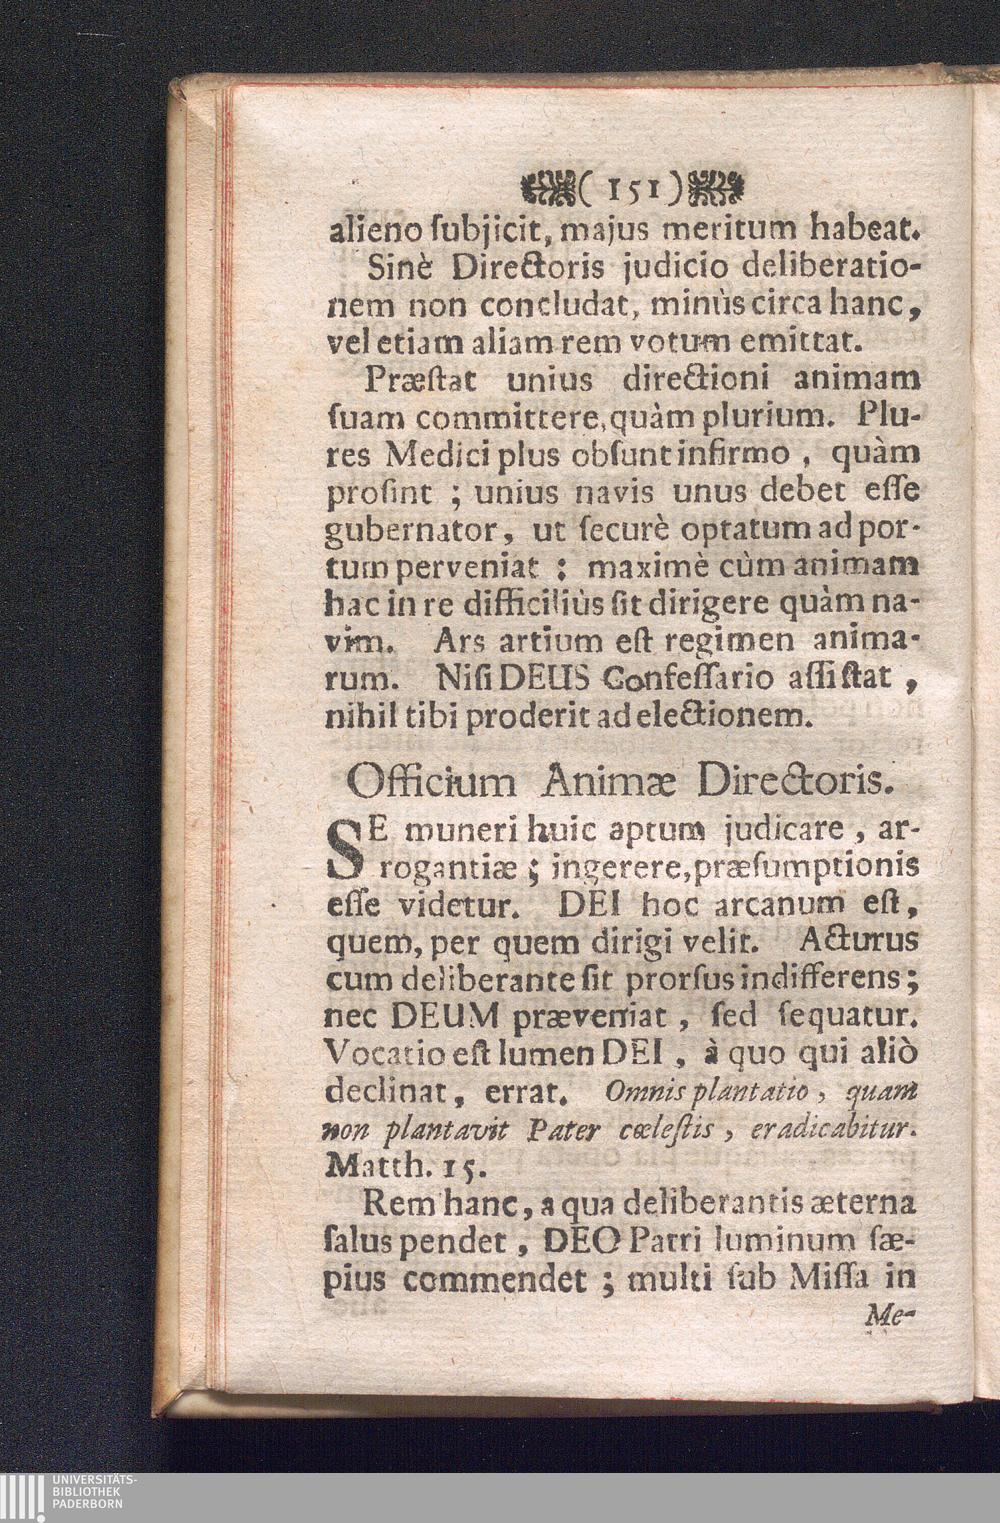 ( 151 )
alieno ſubjicit, majus meritum habeat.
Sinè Directoris judicio deliberatio-
nem non concludat, minùs circa hanc,
vel etiam aliam rem votum emittat.
Præſtat unius directioni animam
ſuam committere, quàm plurium. Plu-
res Medici plus obſunt infirmo, quàm
proſint ; unius navis unus debet eſſe
gubernator, ut ſecurè optatum ad por-
tum perveniat : maximè cùm animam
hac in re difficiliùs ſit dirigere quàm na-
vim. Ars artium eſt regimen anima-
rum. Niſi DEUS Confeſſario aſſiſtat ,
nihil tibi proderit ad electionem.
Officium Animæ Directoris.
SE muneri huic aptum judicare , ar-
rogantiæ ; ingerere, præſumptionis
eſſe videtur. DEI hoc arcanum eſt,
quem, per quem dirigi velit. Acturus
cum deliberante ſit prorſus indifferens;
nec DEUM præveniat , ſed ſequatur.
Vocatio eſt lumen DEI , à quo qui aliò
declinat, errat. Omnis plantatio, quam
non plantavit Pater cœleſtis , eradicabitur.
Matth. 15.
Rem hanc, a qua deliberantis æterna
ſalus pendet , DEO Patri luminum ſæ-
pius commendet ; multi ſub Miſſa in
Me-
UNIVERSITÄTS-
BIBLIOTHEK
PADERBORN